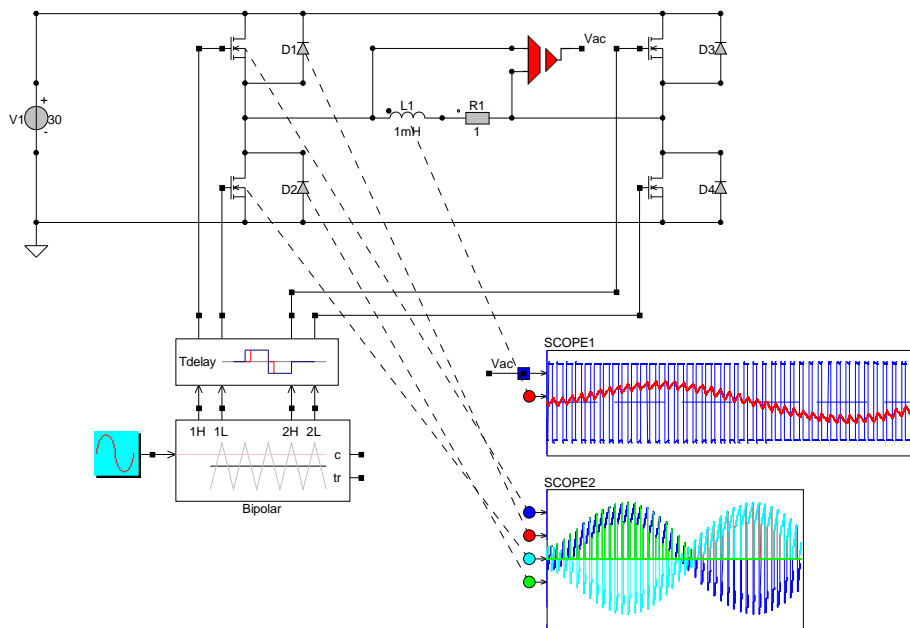 Vac
D1
D3
L1
R1
V1
+
30
-
1mH
1
D2
D4
SCOPE1
Tdelay
Vac
1H 1L 2H 2L
c
tr
SCOPE2
Bipolar